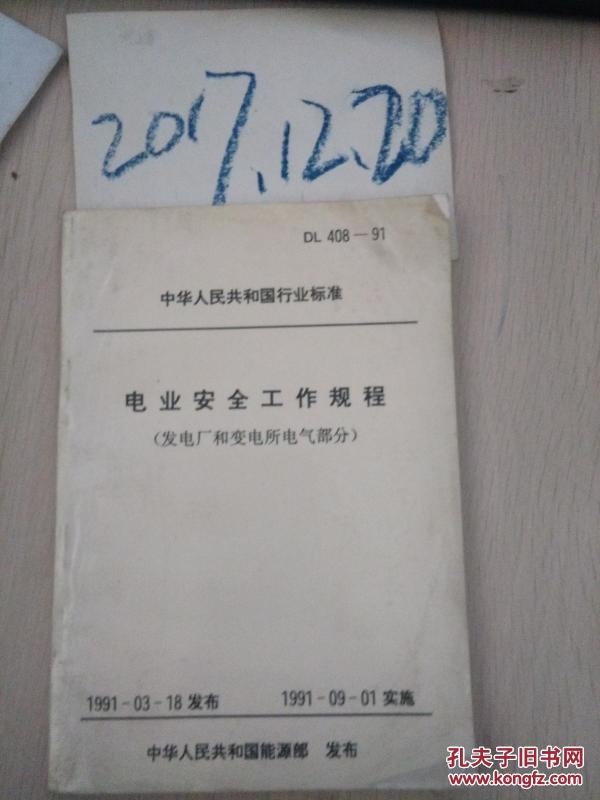 2017.12.20
DL 408—91
中华人民共和国行业标准
电业安全工作规程
（发电厂和变电所电气部分）
1991-03-18 发布 1991-09-01 实施
中华人民共和国能源部 发布
孔夫子旧书网
www.kongfz.com